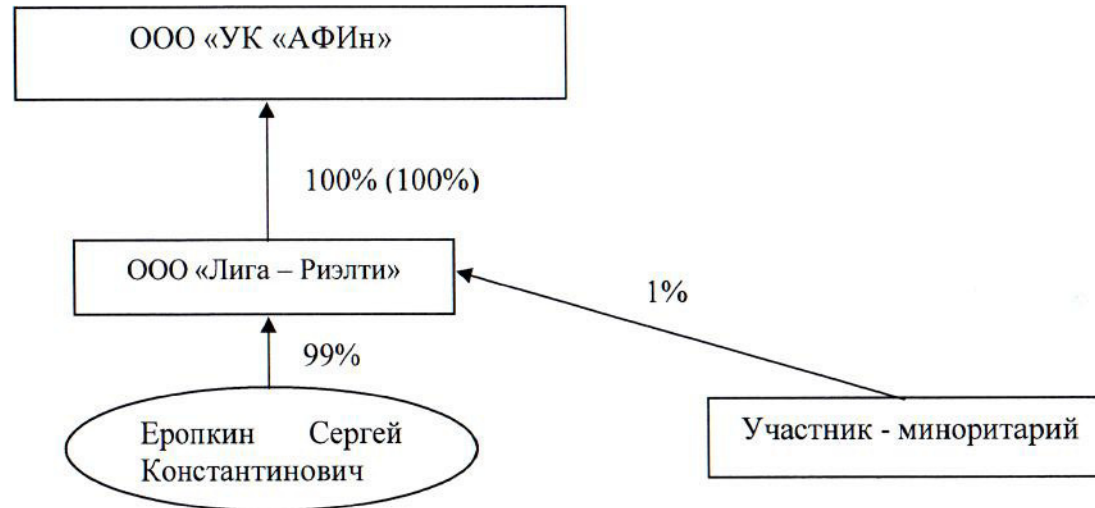 ООО «УК «АФИн»
100% (100%)
ООО «Лига – Риэлти»
1%
99%
Еропкин Сергей
Константинович
Участник - миноритарий